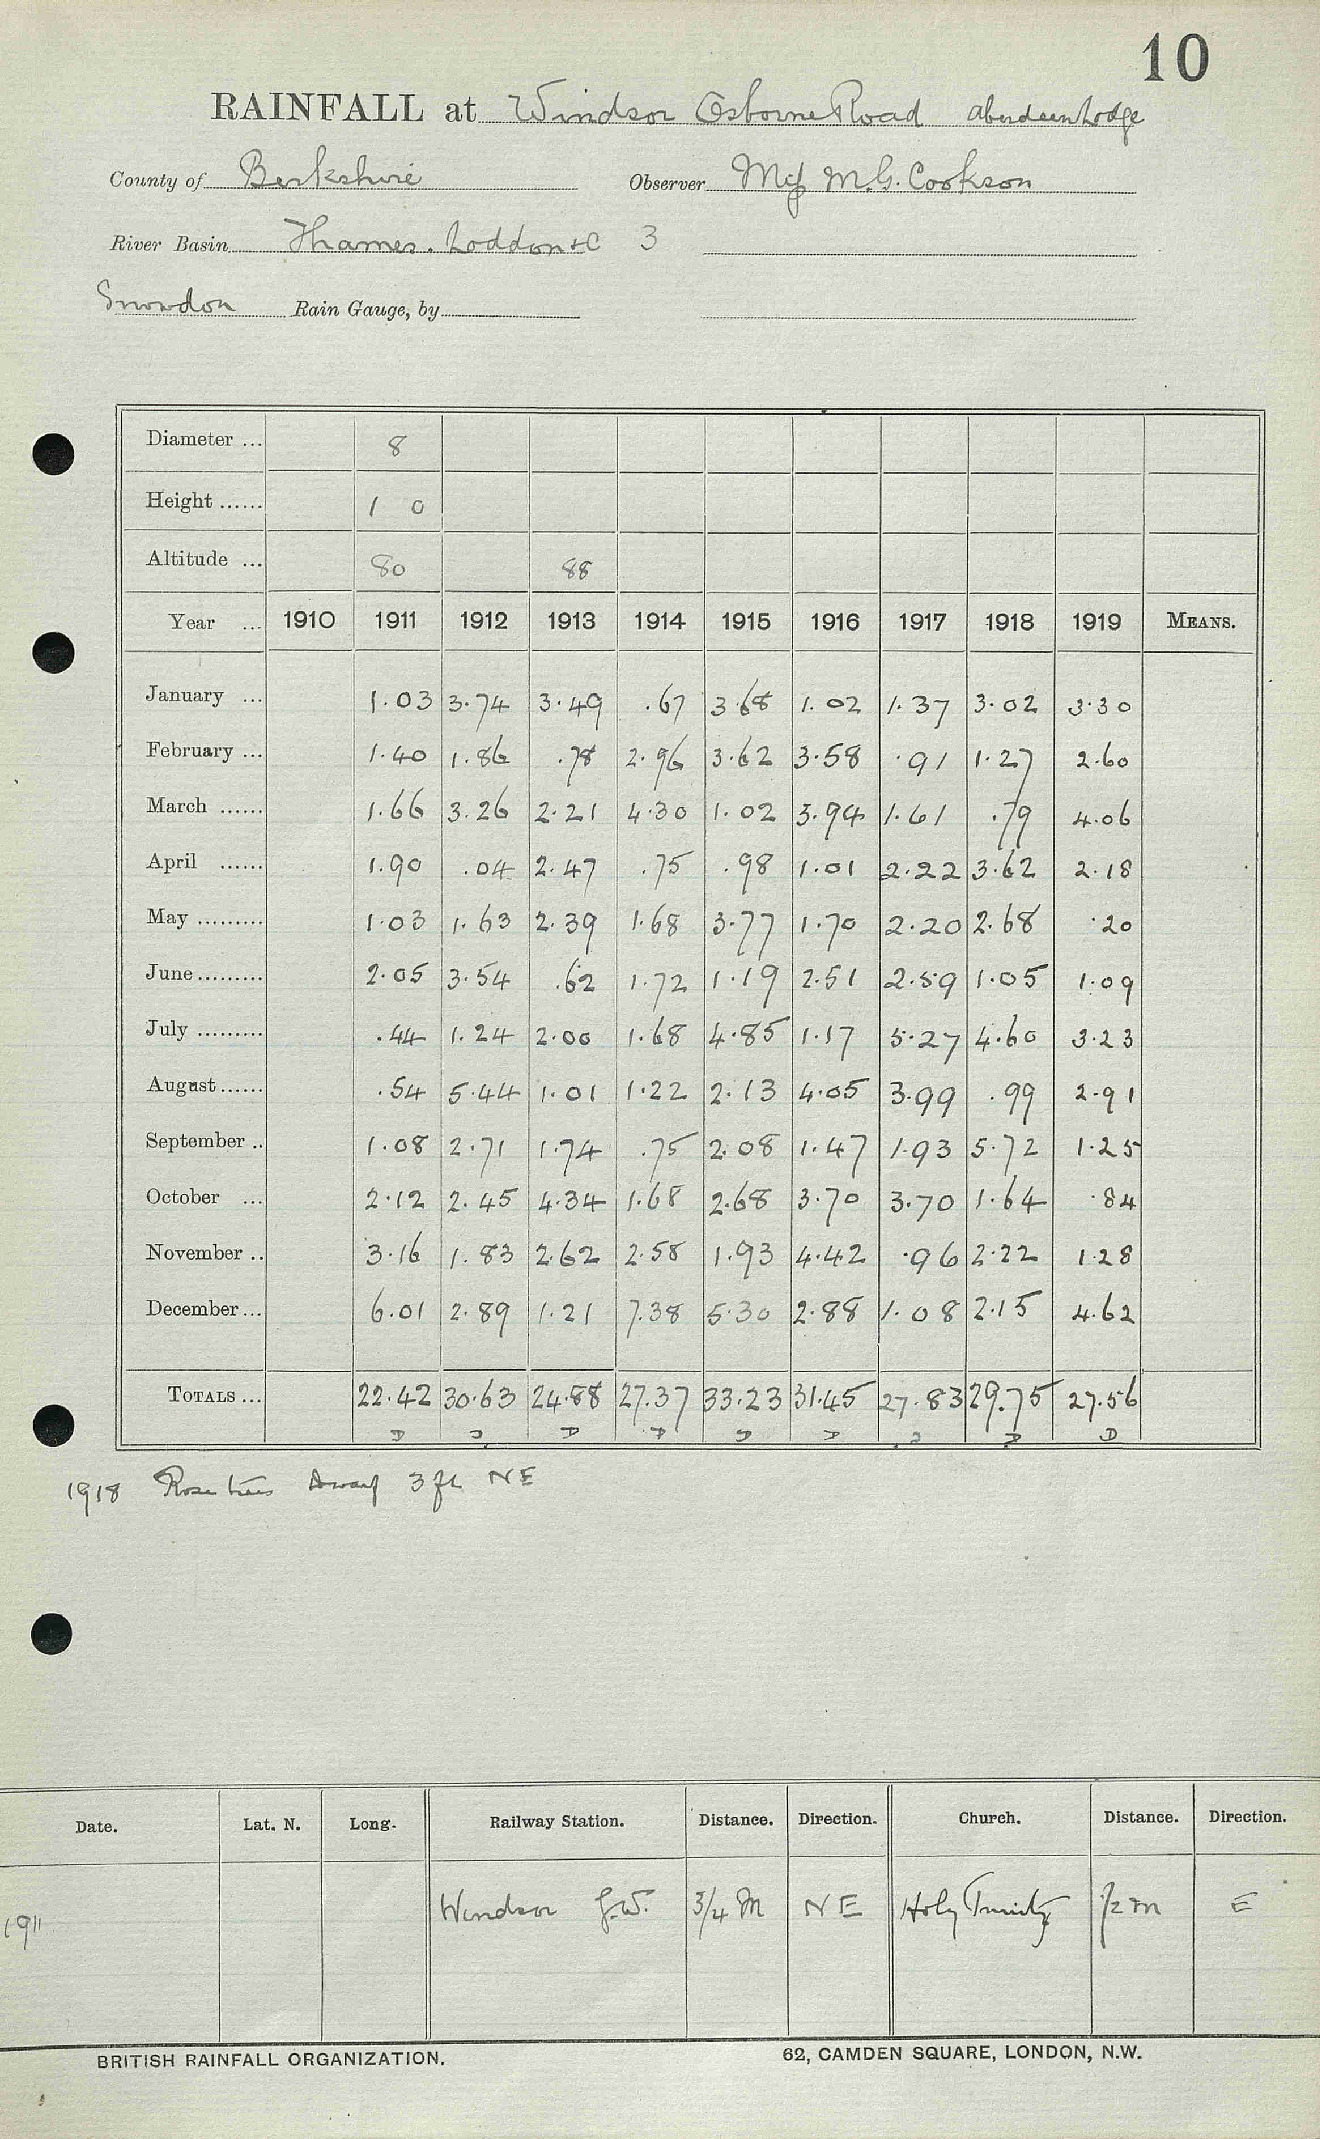 10
RAINFALL at Windsor Osborne Road Aberdeen Lodge
County of Berkshire Observer M.G. Cookson
River Basin Thames. Loddon &c 3
Snowdon Rain Gauge, by
Diameter ... 8
Height ...... 1 0
Altitude ... 80 88
Year ... 1910 1911 1912 1913 1914 1915 1916 1917 1918 1919 MEANS.
January ... 1.03 3.74 3.49 .67 3.68 1.02 1.37 3.02 3.30
February ... 1.40 1.86 .78 2.96 3.62 3.58 .91 1.27 2.60
March ...... 1.66 3.26 2.21 4.30 1.02 3.94 1.61 .79 4.06
April ...... 1.90 .04 2.47 .75 .98 1.01 2.22 3.62 2.18
May ......... 1.03 1.63 2.39 1.68 3.77 1.70 2.20 2.68 .20
June ......... 2.05 3.54 .62 1.72 1.19 2.51 2.59 1.05 1.09
July ......... .44 1.24 2.00 1.68 4.85 1.17 5.27 4.60 3.23
August ...... .54 5.44 1.01 1.22 2.13 4.05 3.99 .99 2.91
September .. 1.08 2.71 1.74 .75 2.08 1.47 1.93 5.72 1.25
October ... 2.12 2.45 4.34 1.68 2.68 3.70 3.70 1.64 .84
November .. 3.16 1.83 2.62 2.58 1.93 4.42 .96 2.22 1.28
December ... 6.01 2.89 1.21 7.38 5.30 2.88 1.08 2.15 4.62
TOTALS ... 22.42 30.63 24.88 27.37 33.23 31.45 27.83 29.75 27.56
D D D D D D D D D
1918 Rose trees Dwarf 3 ft NE
Date. Lat. N. Long. Railway Station. Distance. Direction. Church. Distance. Direction.
1911 Windsor G.W. 3/4 M NE Holy Trinity 1/2 m E
BRITISH RAINFALL ORGANIZATION. 62, CAMDEN SQUARE, LONDON, N.W.